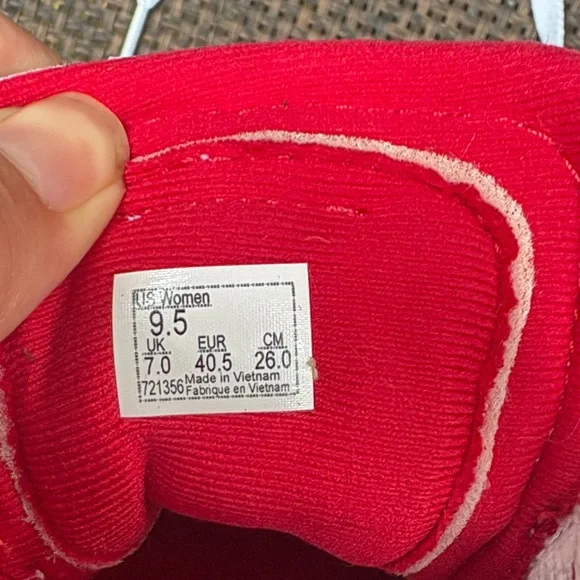 US Women
9.5
UK EUR CM
7.0 40.5 26.0
721356 Made in Vietnam
Fabrique en Vietnam